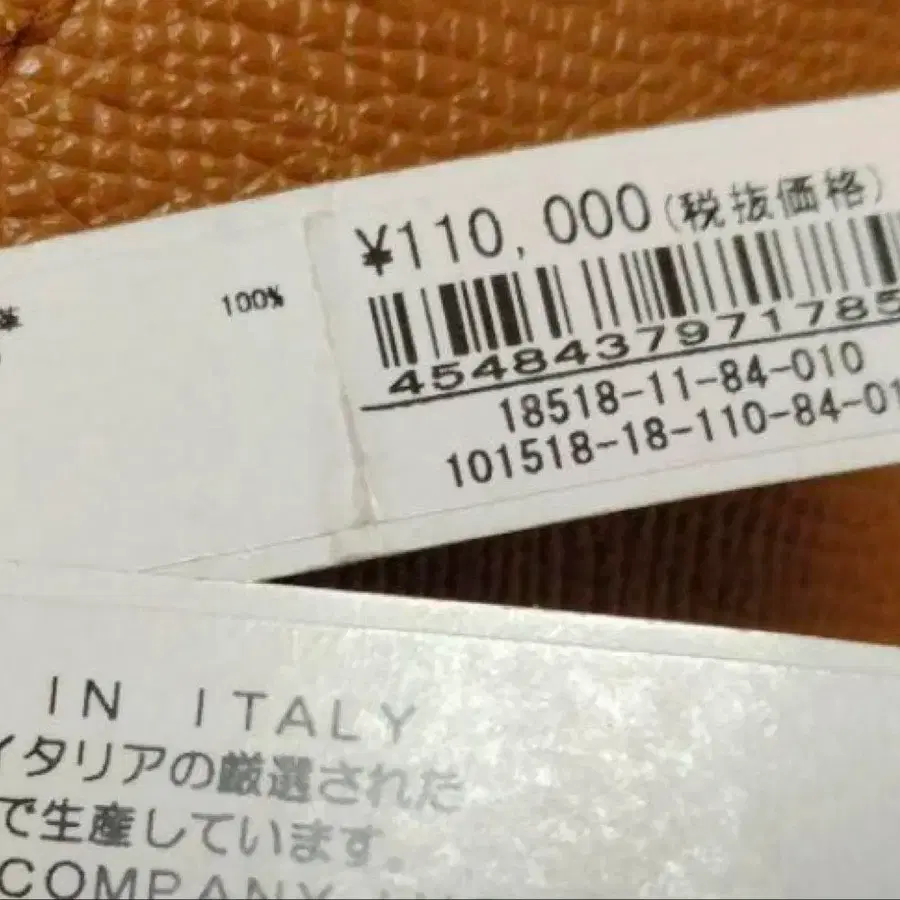 ¥110,000(税抜価格)
革 100%
4548437971785
18518-11-84-010
101518-18-110-84-01
IN ITALY
イタリアの厳選された
で生産しています。
COMPANY